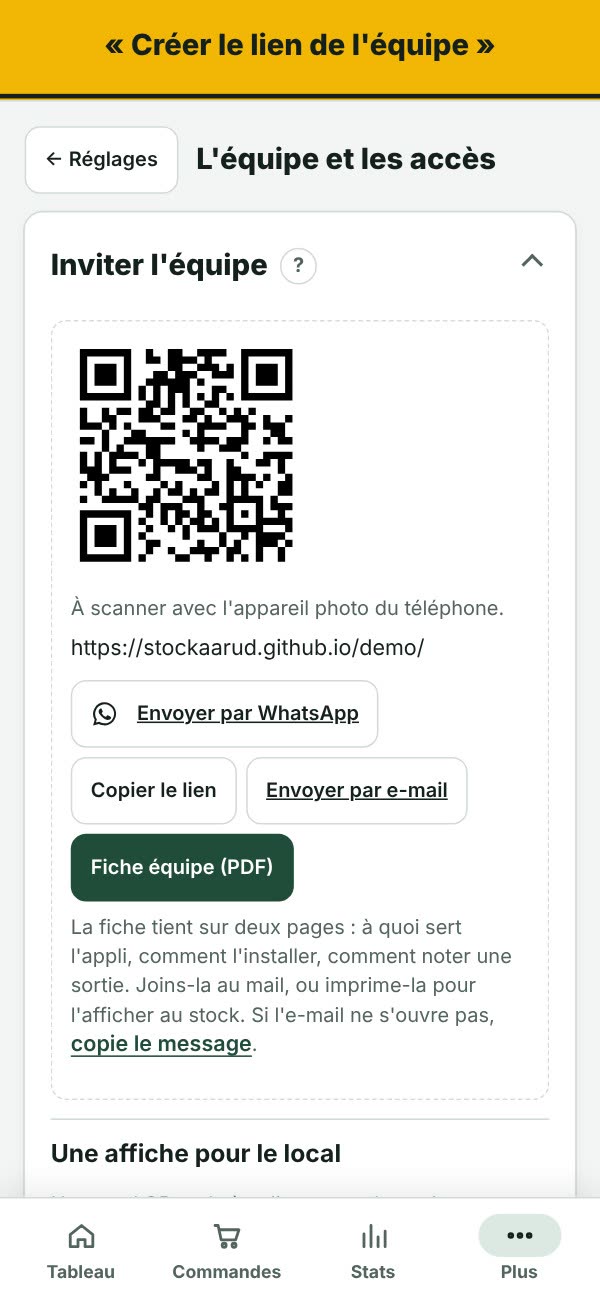 « Créer le lien de l'équipe »
← Réglages
L'équipe et les accès
Inviter l'équipe ?
À scanner avec l'appareil photo du téléphone.
https://stockaarud.github.io/demo/
Envoyer par WhatsApp
Copier le lien
Envoyer par e-mail
Fiche équipe (PDF)
La fiche tient sur deux pages : à quoi sert
l'appli, comment l'installer, comment noter une
sortie. Joins-la au mail, ou imprime-la pour
l'afficher au stock. Si l'e-mail ne s'ouvre pas,
copie le message.
Une affiche pour le local
Tableau
Commandes
Stats
Plus